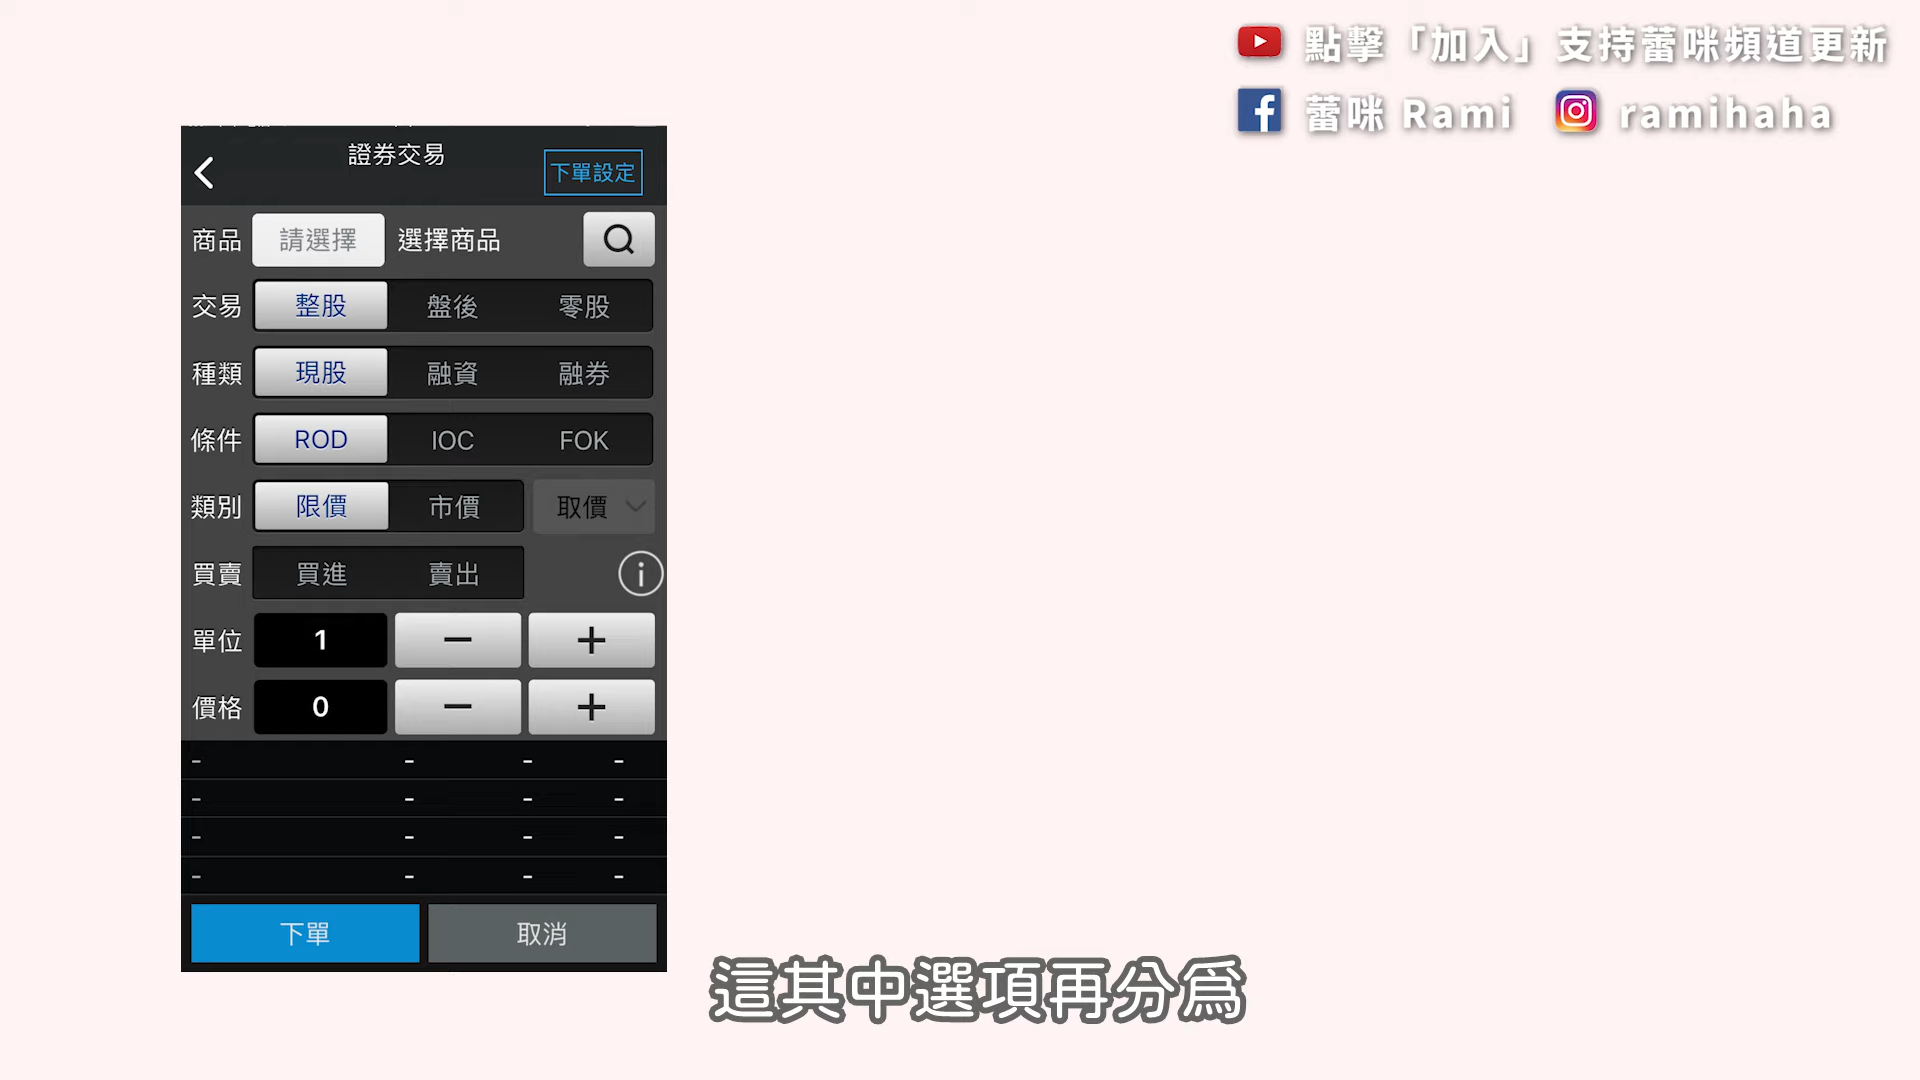 點擊「加入」支持蕾咪頻道更新
蕾咪 Rami ramihaha
證券交易
下單設定
商品 請選擇 選擇商品
交易 整股 盤後 零股
種類 現股 融資 融券
條件 ROD IOC FOK
類別 限價 市價 取價
買賣 買進 賣出
單位 1 − +
價格 0 − +
- - - -
- - - -
- - - -
- - - -
下單 取消
這其中選項再分為